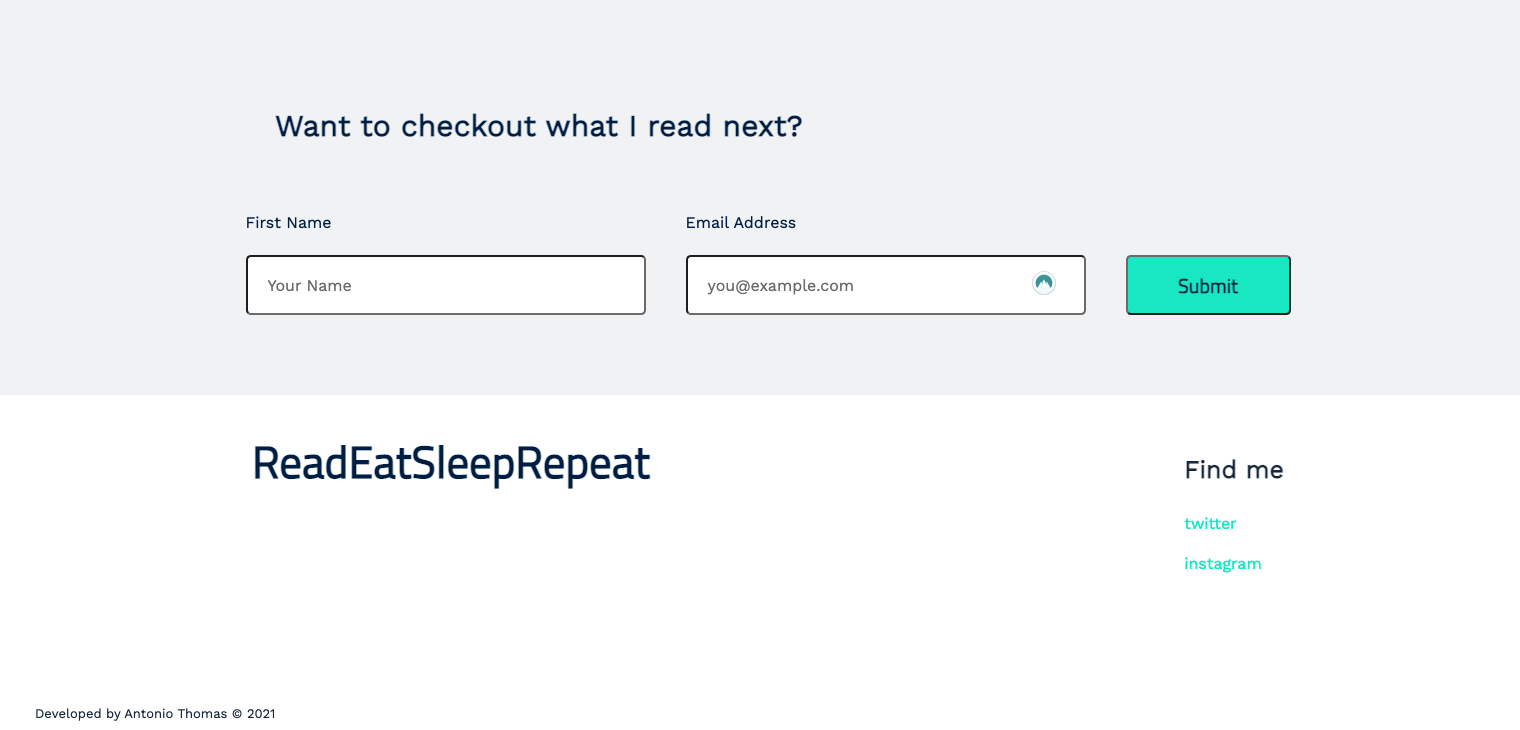 Want to checkout what I read next?
First Name
Email Address
Your Name
you@example.com
Submit
ReadEatSleepRepeat
Find me
twitter
instagram
Developed by Antonio Thomas © 2021